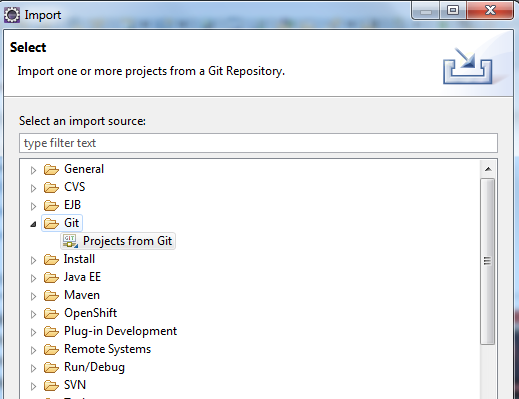 Import
Select
Import one or more projects from a Git Repository.
Select an import source:
type filter text
General
CVS
EJB
Git
GIT Projects from Git
Install
Java EE
Maven
OpenShift
Plug-in Development
Remote Systems
Run/Debug
SVN